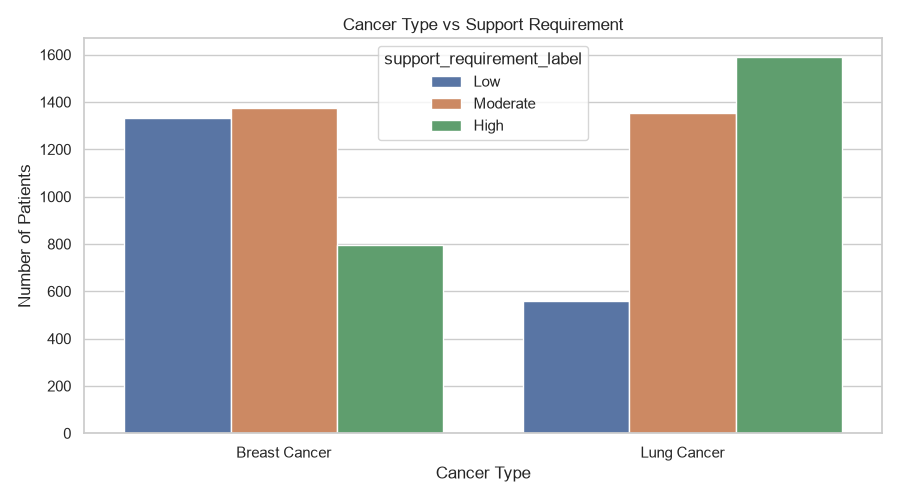 Cancer Type vs Support Requirement
support_requirement_label
Low
Moderate
High
Number of Patients
1600
1400
1200
1000
800
600
400
200
0
Breast Cancer
Lung Cancer
Cancer Type